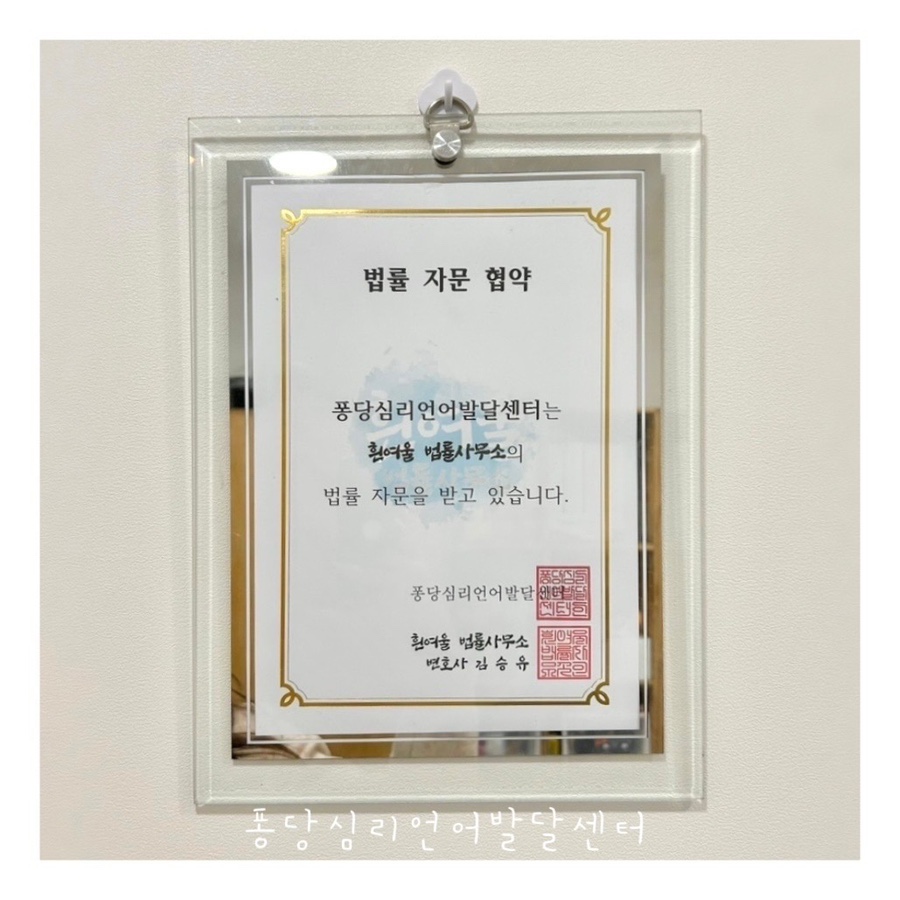 법률 자문 협약
퐁당심리언어발달센터는
흰여울 법률사무소의
법률 자문을 받고 있습니다.
퐁당심리언어발달센터
흰여울 법률사무소
변호사 김승유
퐁당심리언어발달센터